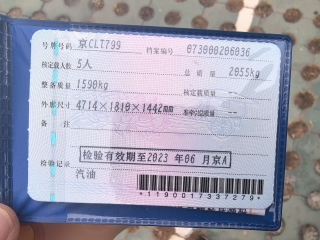 号牌号码 京CLT799 档案编号 073000206036
核定载人数 5人 总质量 2055kg
整备质量 1590kg 核定载质量 --
外廓尺寸 4714×1810×1442mm 准牵引总质量 --
备注
检验有效期至2023 年06 月京A
检验记录
汽油
*1190017337279*